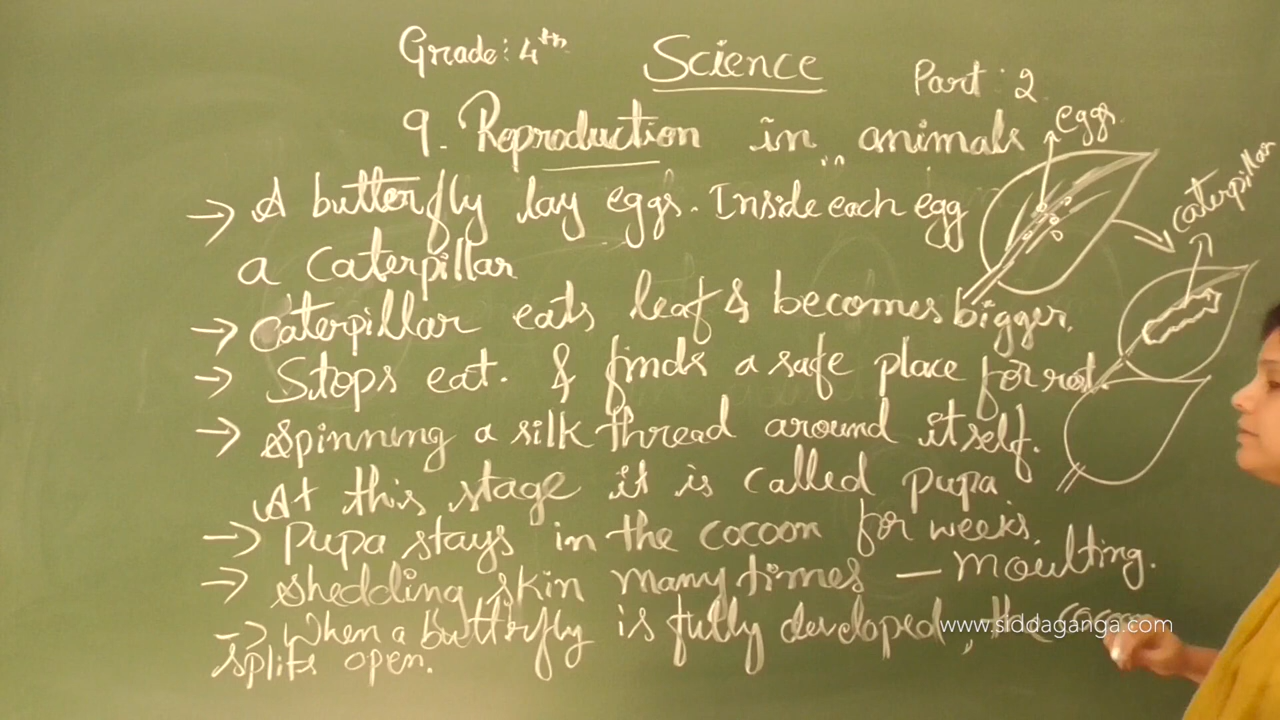 Grade: 4th Science Part: 2
9. Reproduction in animals
eggs
→ A butterfly lay eggs. Inside each egg
caterpillar
a Caterpillar
→ Caterpillar eats leaf & becomes bigger.
→ Stops eat. & finds a safe place for rest.
→ Spinning a silk thread around itself.
At this stage it is called pupa.
→ Pupa stays in the cocoon for weeks.
→ Shedding skin many times — Moulting.
→ When a butterfly is fully developed, the cocoon
www.siddaganga.com
splits open.